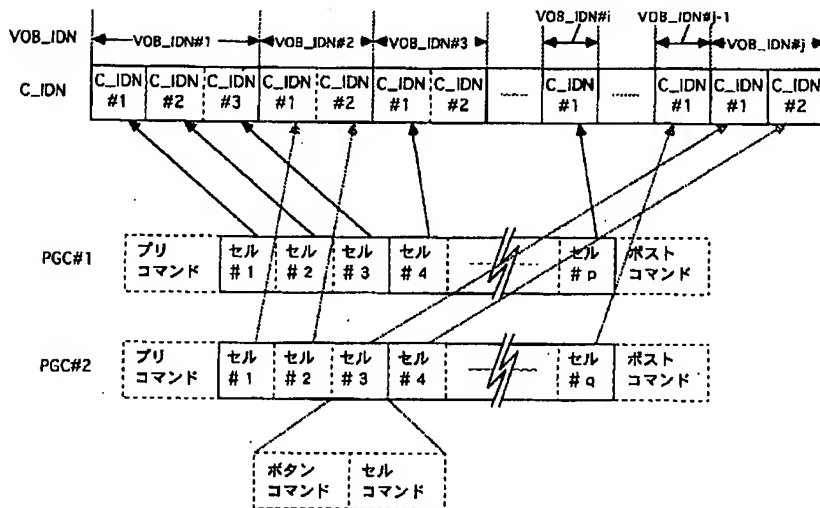 VOB_IDN
VOB_IDN#1
VOB_IDN#2
VOB_IDN#3
VOB_IDN#i
VOB_IDN#j-1
VOB_IDN#j
C_IDN
C_IDN #1
C_IDN #2
C_IDN #3
C_IDN #1
C_IDN #2
C_IDN #1
C_IDN #2
C_IDN #1
C_IDN #1
C_IDN #1
C_IDN #2
PGC#1
プリ
コマンド
セル
#1
セル
#2
セル
#3
セル
#4
セル
#p
ポスト
コマンド
PGC#2
プリ
コマンド
セル
#1
セル
#2
セル
#3
セル
#4
セル
#q
ポスト
コマンド
ボタン
コマンド
セル
コマンド